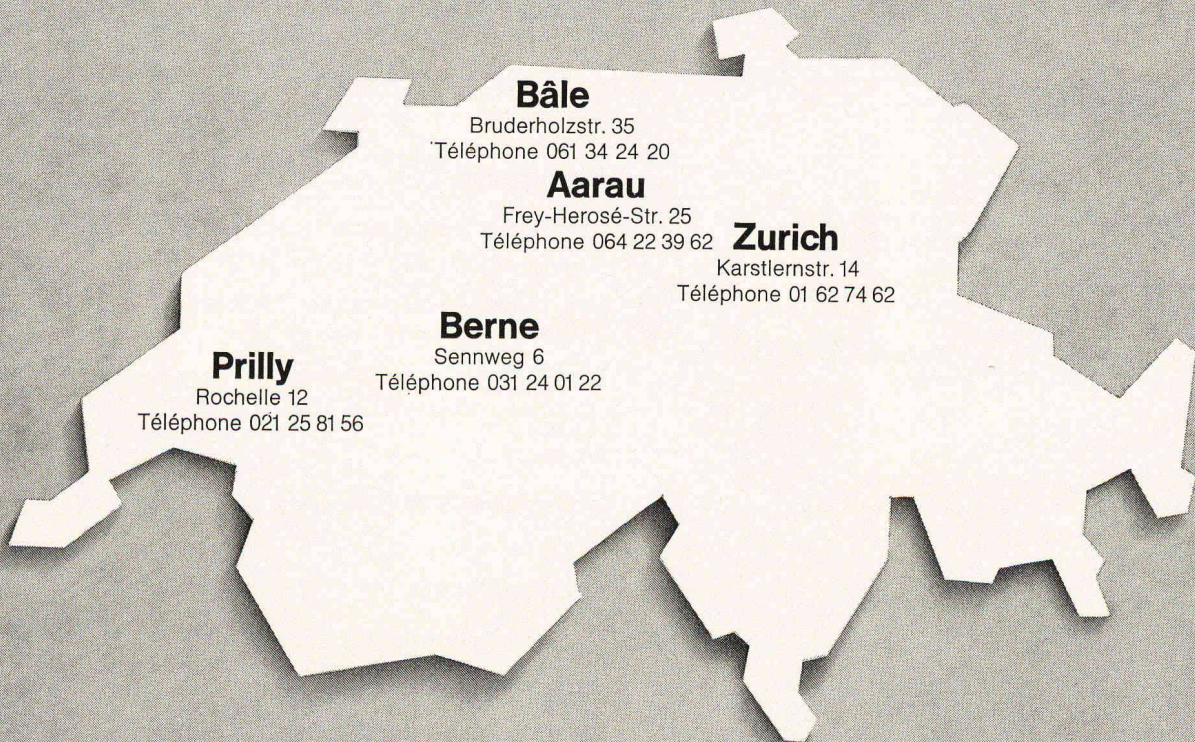 Bâle
Bruderholzstr. 35
Téléphone 061 34 24 20
Aarau
Frey-Herosé-Str. 25
Téléphone 064 22 39 62
Zurich
Karstlernstr. 14
Téléphone 01 62 74 62
Berne
Sennweg 6
Téléphone 031 24 01 22
Prilly
Rochelle 12
Téléphone 021 25 81 56